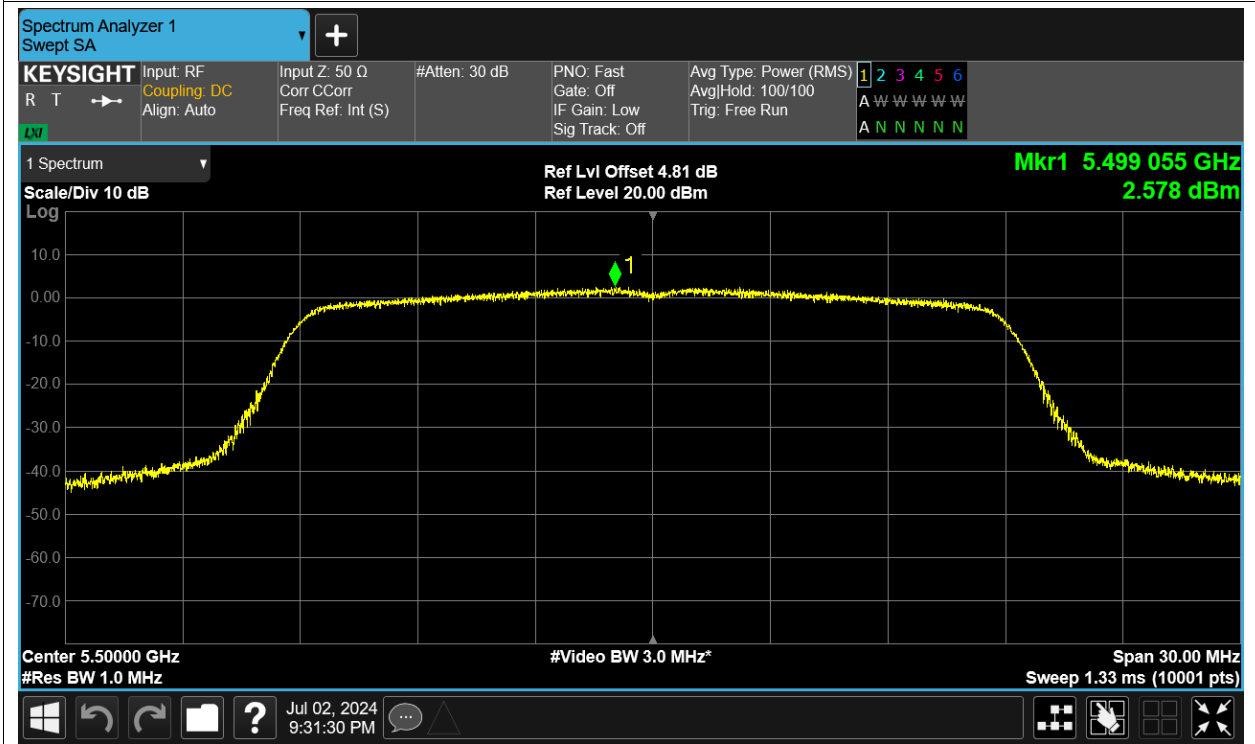 Spectrum Analyzer 1
Swept SA
+
KEYSIGHT
R T
LXI
Input: RF
Coupling: DC
Align: Auto
Input Z: 50 Ω
Corr CCorr
Freq Ref: Int (S)
#Atten: 30 dB
PNO: Fast
Gate: Off
IF Gain: Low
Sig Track: Off
Avg Type: Power (RMS)
Avg|Hold: 100/100
Trig: Free Run
1 2 3 4 5 6
A W W W W W
A N N N N N
1 Spectrum
Scale/Div 10 dB
Log
Ref Lvl Offset 4.81 dB
Ref Level 20.00 dBm
Mkr1 5.499 055 GHz
2.578 dBm
10.0
1
0.00
-10.0
-20.0
-30.0
-40.0
-50.0
-60.0
-70.0
Center 5.50000 GHz
#Res BW 1.0 MHz
#Video BW 3.0 MHz*
Span 30.00 MHz
Sweep 1.33 ms (10001 pts)
?
Jul 02, 2024
9:31:30 PM